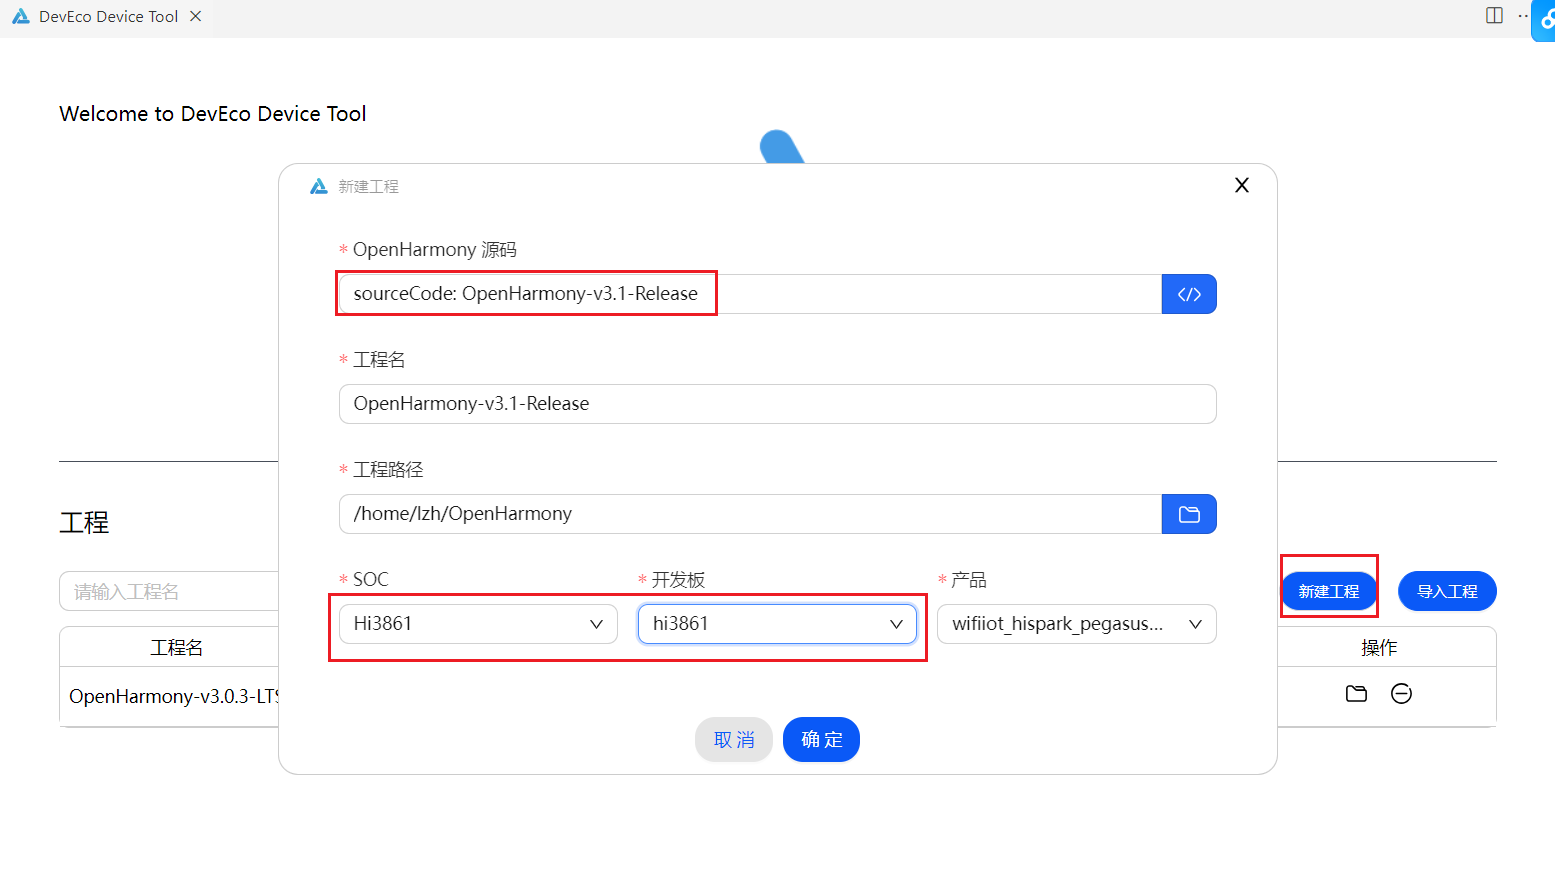 DevEco Device Tool
Welcome to DevEco Device Tool
新建工程
X
* OpenHarmony 源码
sourceCode: OpenHarmony-v3.1-Release
</>
* 工程名
OpenHarmony-v3.1-Release
* 工程路径
/home/lzh/OpenHarmony
* SOC
* 开发板
* 产品
Hi3861
hi3861
wifiiot_hispark_pegasus...
取消
确定
工程
请输入工程名
新建工程
导入工程
工程名
操作
OpenHarmony-v3.0.3-LTS